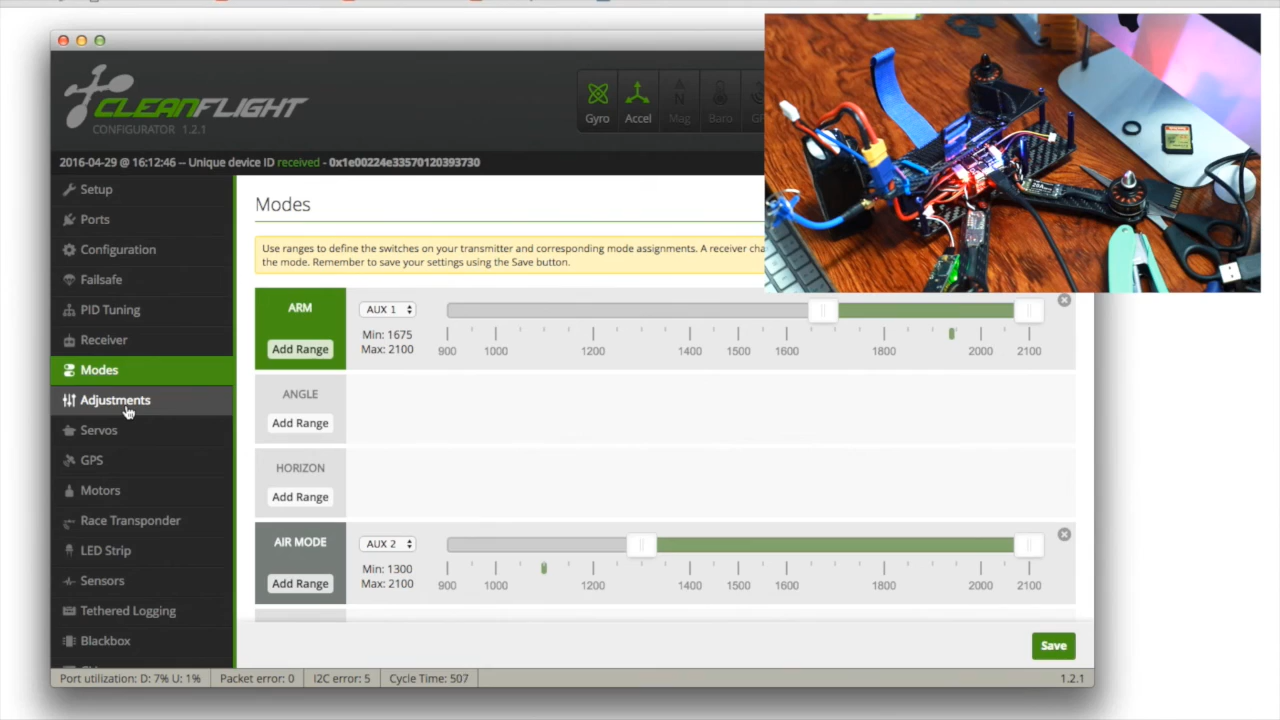 CLEANFLIGHT
CONFIGURATOR 1.2.1
Gyro
Accel
Mag
Baro
2016-04-29 @ 16:12:46 -- Unique device ID received - 0x1e00224e33570120393730
Setup
Ports
Configuration
Failsafe
PID Tuning
Receiver
Modes
Adjustments
Servos
GPS
Motors
Race Transponder
LED Strip
Sensors
Tethered Logging
Blackbox
Modes
Use ranges to define the switches on your transmitter and corresponding mode assignments. A receiver cha
the mode. Remember to save your settings using the Save button.
ARM
Add Range
AUX 1
Min: 1675
Max: 2100
900 1000 1200 1400 1500 1600 1800 2000 2100
ANGLE
Add Range
HORIZON
Add Range
AIR MODE
Add Range
AUX 2
Min: 1300
Max: 2100
900 1000 1200 1400 1500 1600 1800 2000 2100
Save
Port utilization: D: 7% U: 1% Packet error: 0 I2C error: 5 Cycle Time: 507 1.2.1